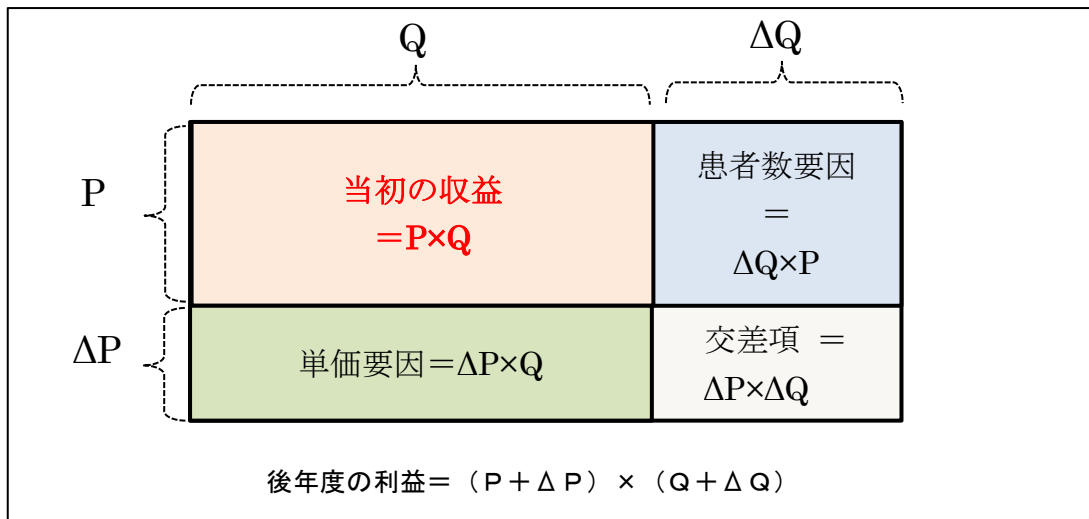 Q
ΔQ
P
当初の収益
＝P×Q
患者数要因
＝
ΔQ×P
ΔP
単価要因＝ΔP×Q
交差項 ＝
ΔP×ΔQ
後年度の利益＝（Ｐ＋ΔＰ）×（Ｑ＋ΔＱ）